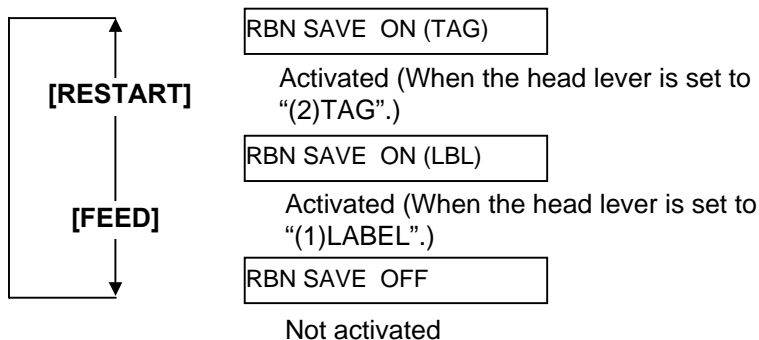 RBN SAVE  ON (TAG)
Activated (When the head lever is set to
“(2)TAG”.)
[RESTART]
RBN SAVE  ON (LBL)
Activated (When the head lever is set to
“(1)LABEL”.)
[FEED]
RBN SAVE  OFF
Not activated